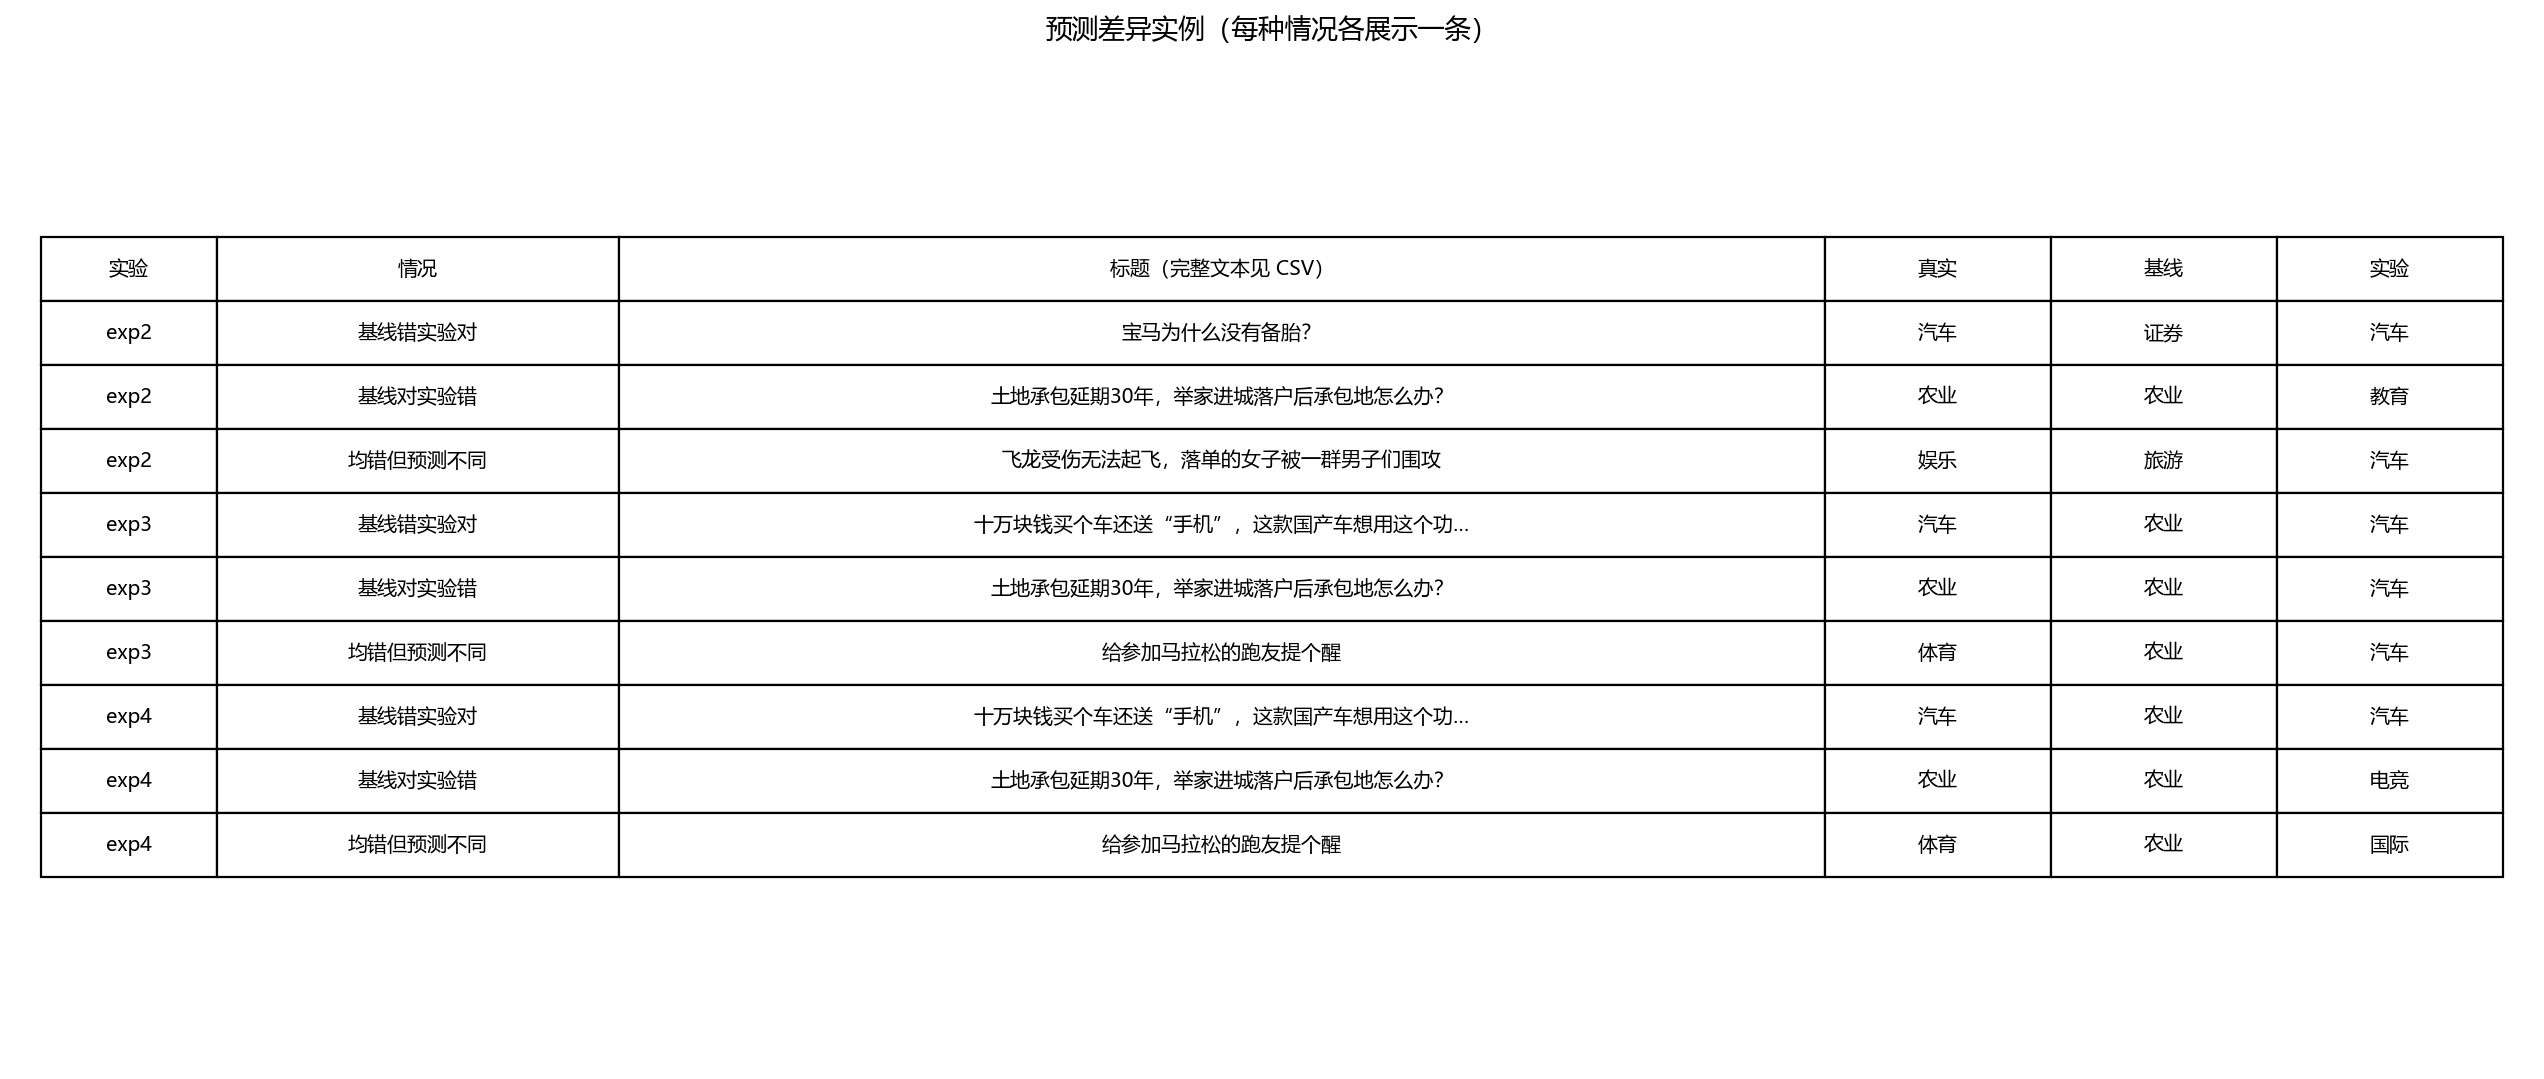 预测差异实例（每种情况各展示一条）
实验 情况 标题（完整文本见 CSV） 真实 基线 实验
exp2 基线错实验对 宝马为什么没有备胎？ 汽车 证券 汽车
exp2 基线对实验错 土地承包延期30年，举家进城落户后承包地怎么办？ 农业 农业 教育
exp2 均错但预测不同 飞龙受伤无法起飞，落单的女子被一群男子们围攻 娱乐 旅游 汽车
exp3 基线错实验对 十万块钱买个车还送“手机”，这款国产车想用这个功... 汽车 农业 汽车
exp3 基线对实验错 土地承包延期30年，举家进城落户后承包地怎么办？ 农业 农业 汽车
exp3 均错但预测不同 给参加马拉松的跑友提个醒 体育 农业 汽车
exp4 基线错实验对 十万块钱买个车还送“手机”，这款国产车想用这个功... 汽车 农业 汽车
exp4 基线对实验错 土地承包延期30年，举家进城落户后承包地怎么办？ 农业 农业 电竞
exp4 均错但预测不同 给参加马拉松的跑友提个醒 体育 农业 国际